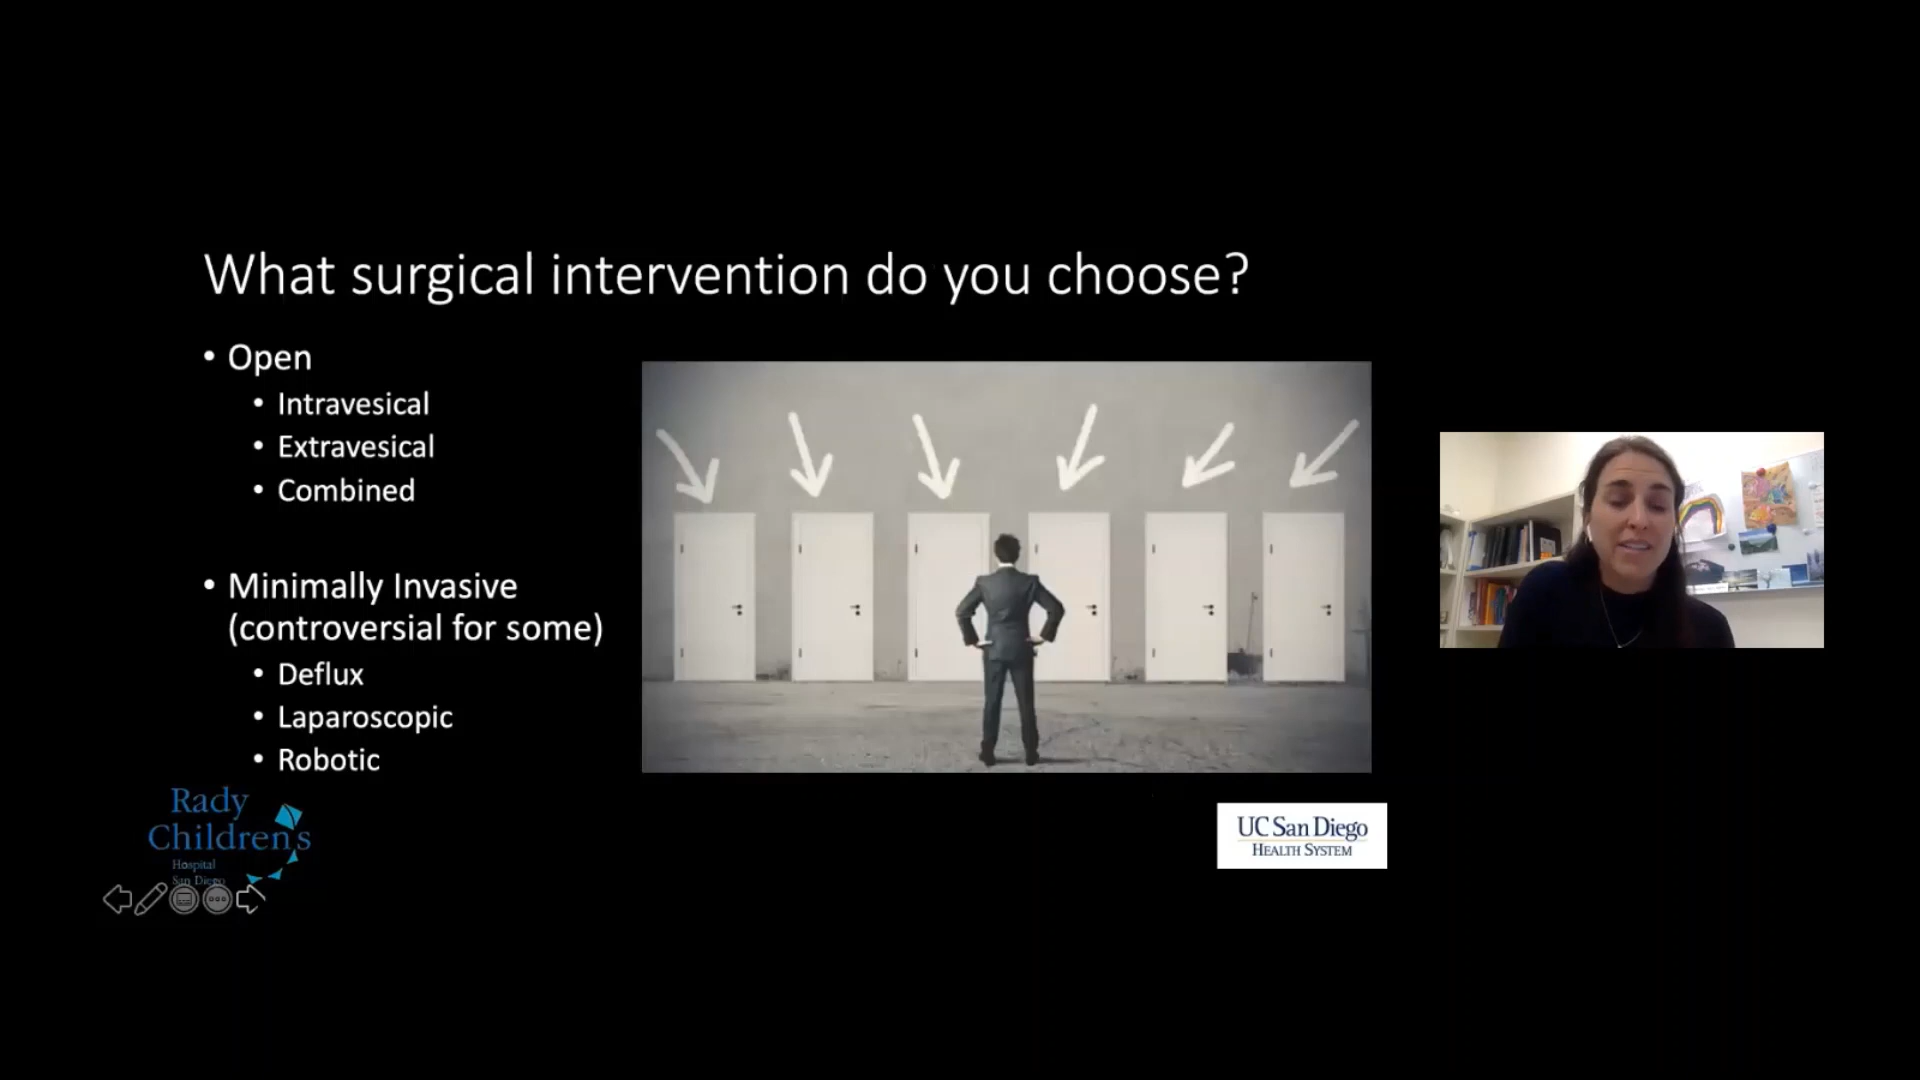 What surgical intervention do you choose?
• Open
• Intravesical
• Extravesical
• Combined
• Minimally Invasive
(controversial for some)
• Deflux
• Laparoscopic
• Robotic
Rady
Children's
Hospital
San Diego
UC San Diego
HEALTH SYSTEM